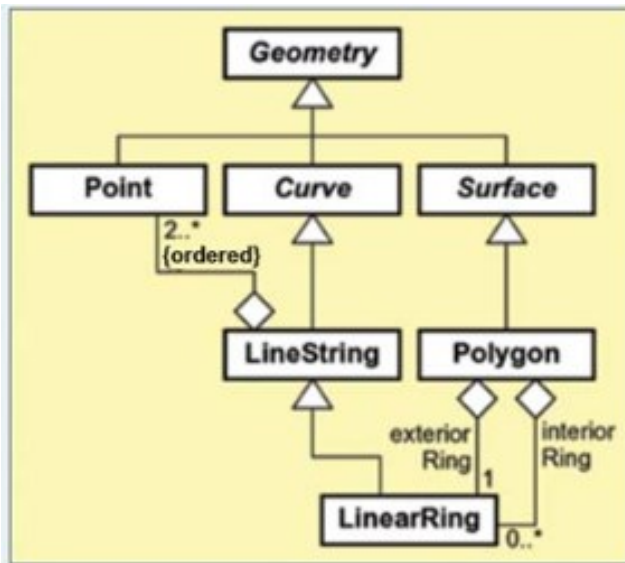 Geometry
Point
Curve
Surface
2..*
{ordered}
LineString
Polygon
exterior
Ring
interior
Ring
1
LinearRing
0..*